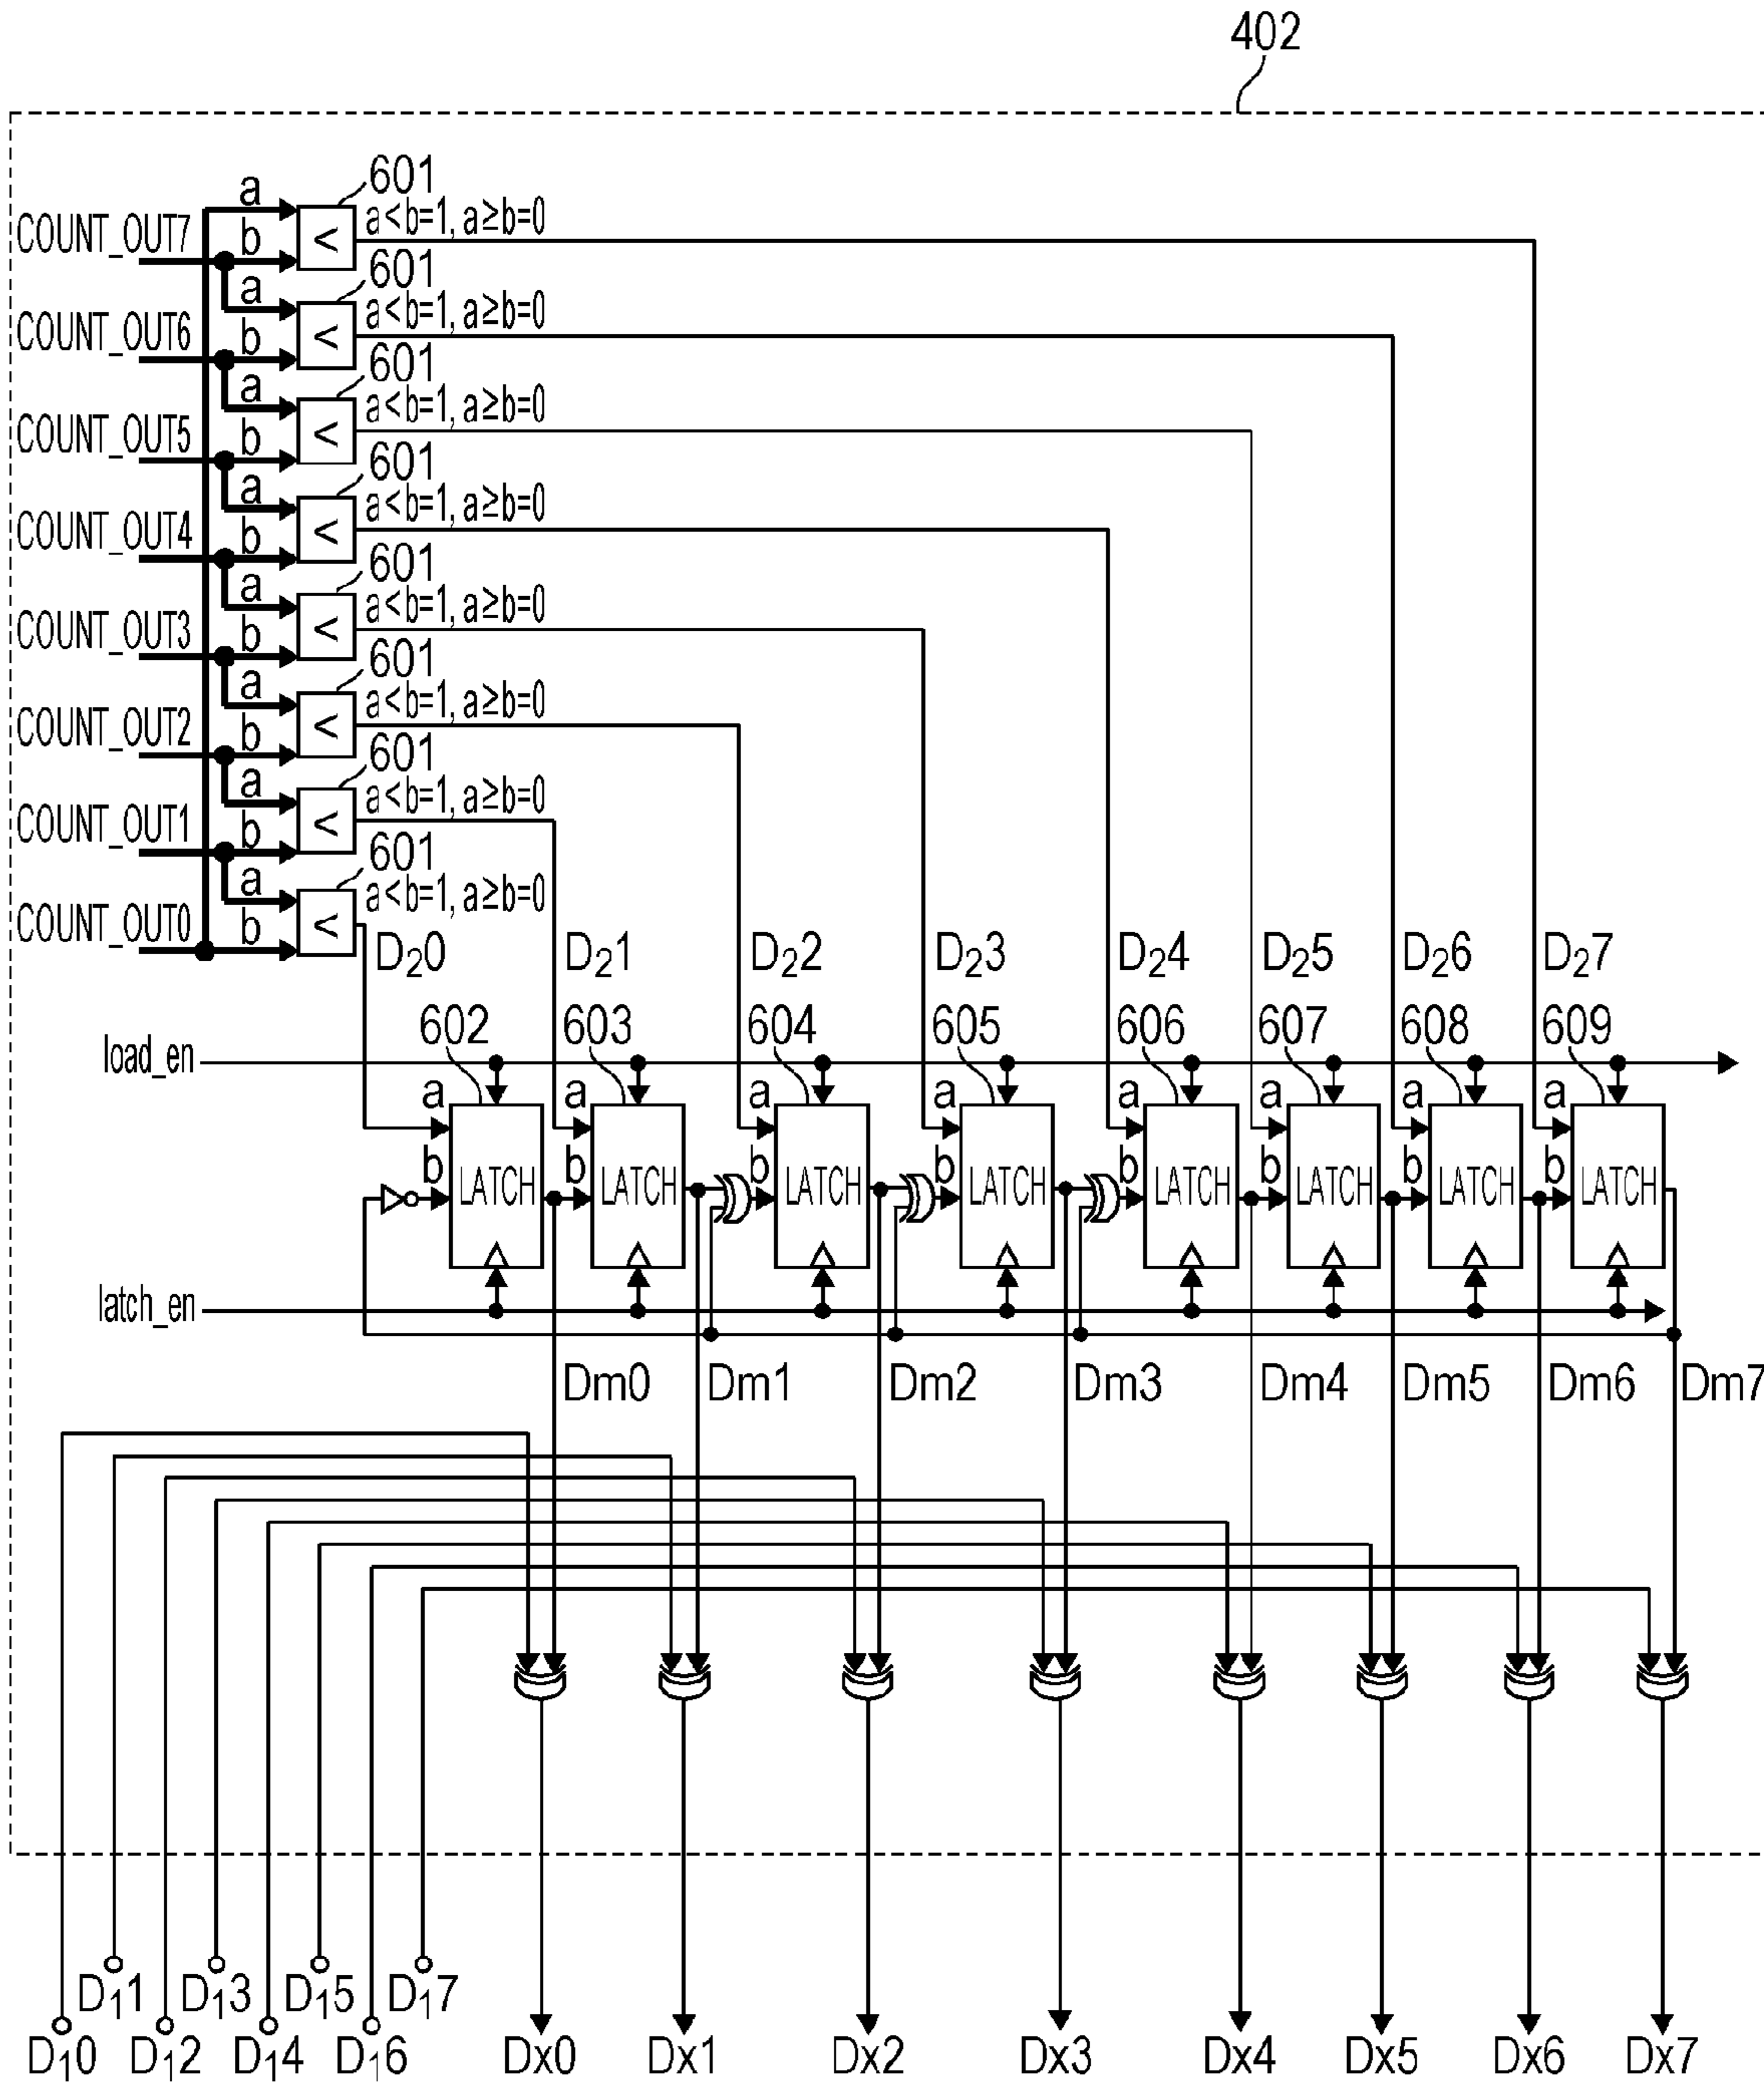 402
601
a
a<b=1, a≥b=0
COUNT_OUT7
b
<
601
a
a<b=1, a≥b=0
COUNT_OUT6
b
<
601
a
a<b=1, a≥b=0
COUNT_OUT5
b
<
601
a
a<b=1, a≥b=0
COUNT_OUT4
b
<
601
a
a<b=1, a≥b=0
COUNT_OUT3
b
<
601
a
a<b=1, a≥b=0
COUNT_OUT2
b
<
601
a
a<b=1, a≥b=0
COUNT_OUT1
b
<
601
a
a<b=1, a≥b=0
COUNT_OUT0
b
<
D₂0 D₂1 D₂2 D₂3 D₂4 D₂5 D₂6 D₂7
602 603 604 605 606 607 608 609
load_en
a a a a a a a a
b b b b b b b b
LATCH LATCH LATCH LATCH LATCH LATCH LATCH LATCH
latch_en
Dm0 Dm1 Dm2 Dm3 Dm4 Dm5 Dm6 Dm7
D₁1 D₁3 D₁5 D₁7
D₁0 D₁2 D₁4 D₁6 Dx0 Dx1 Dx2 Dx3 Dx4 Dx5 Dx6 Dx7